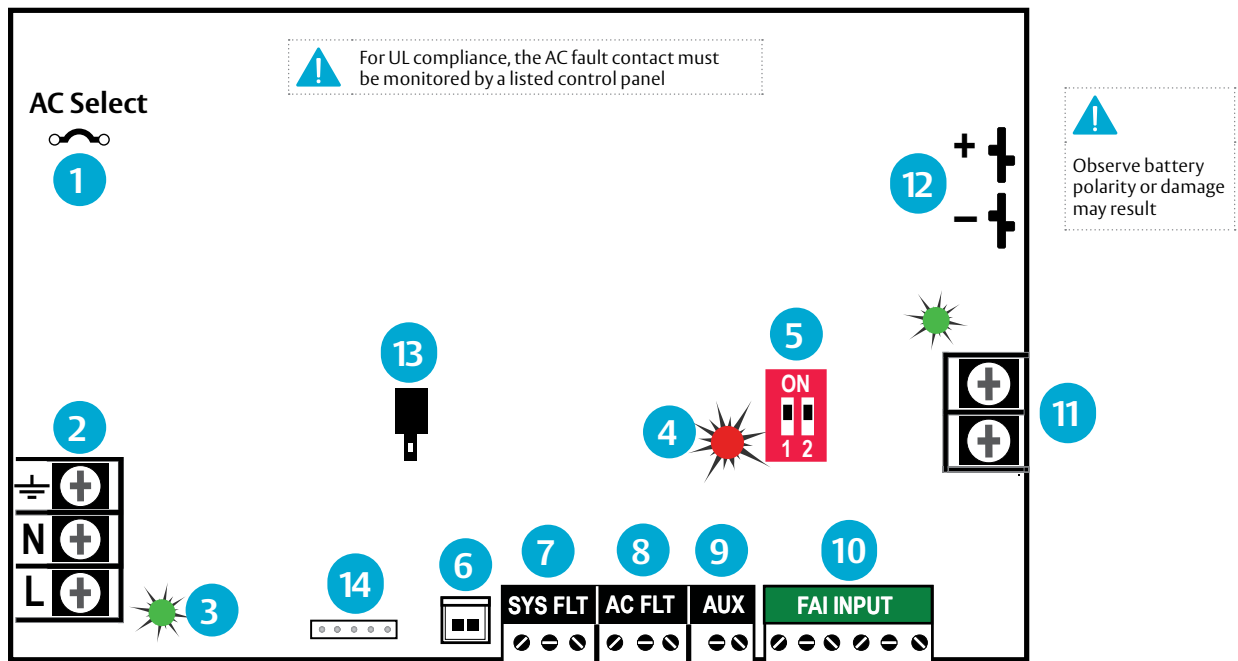 For UL compliance, the AC fault contact must
be monitored by a listed control panel
AC Select
1
12
+
−
Observe battery
polarity or damage
may result
5
13
ON
1 2
4
11
2
N
L
3
14
6
7
8
9
10
SYS FLT
AC FLT
AUX
FAI INPUT